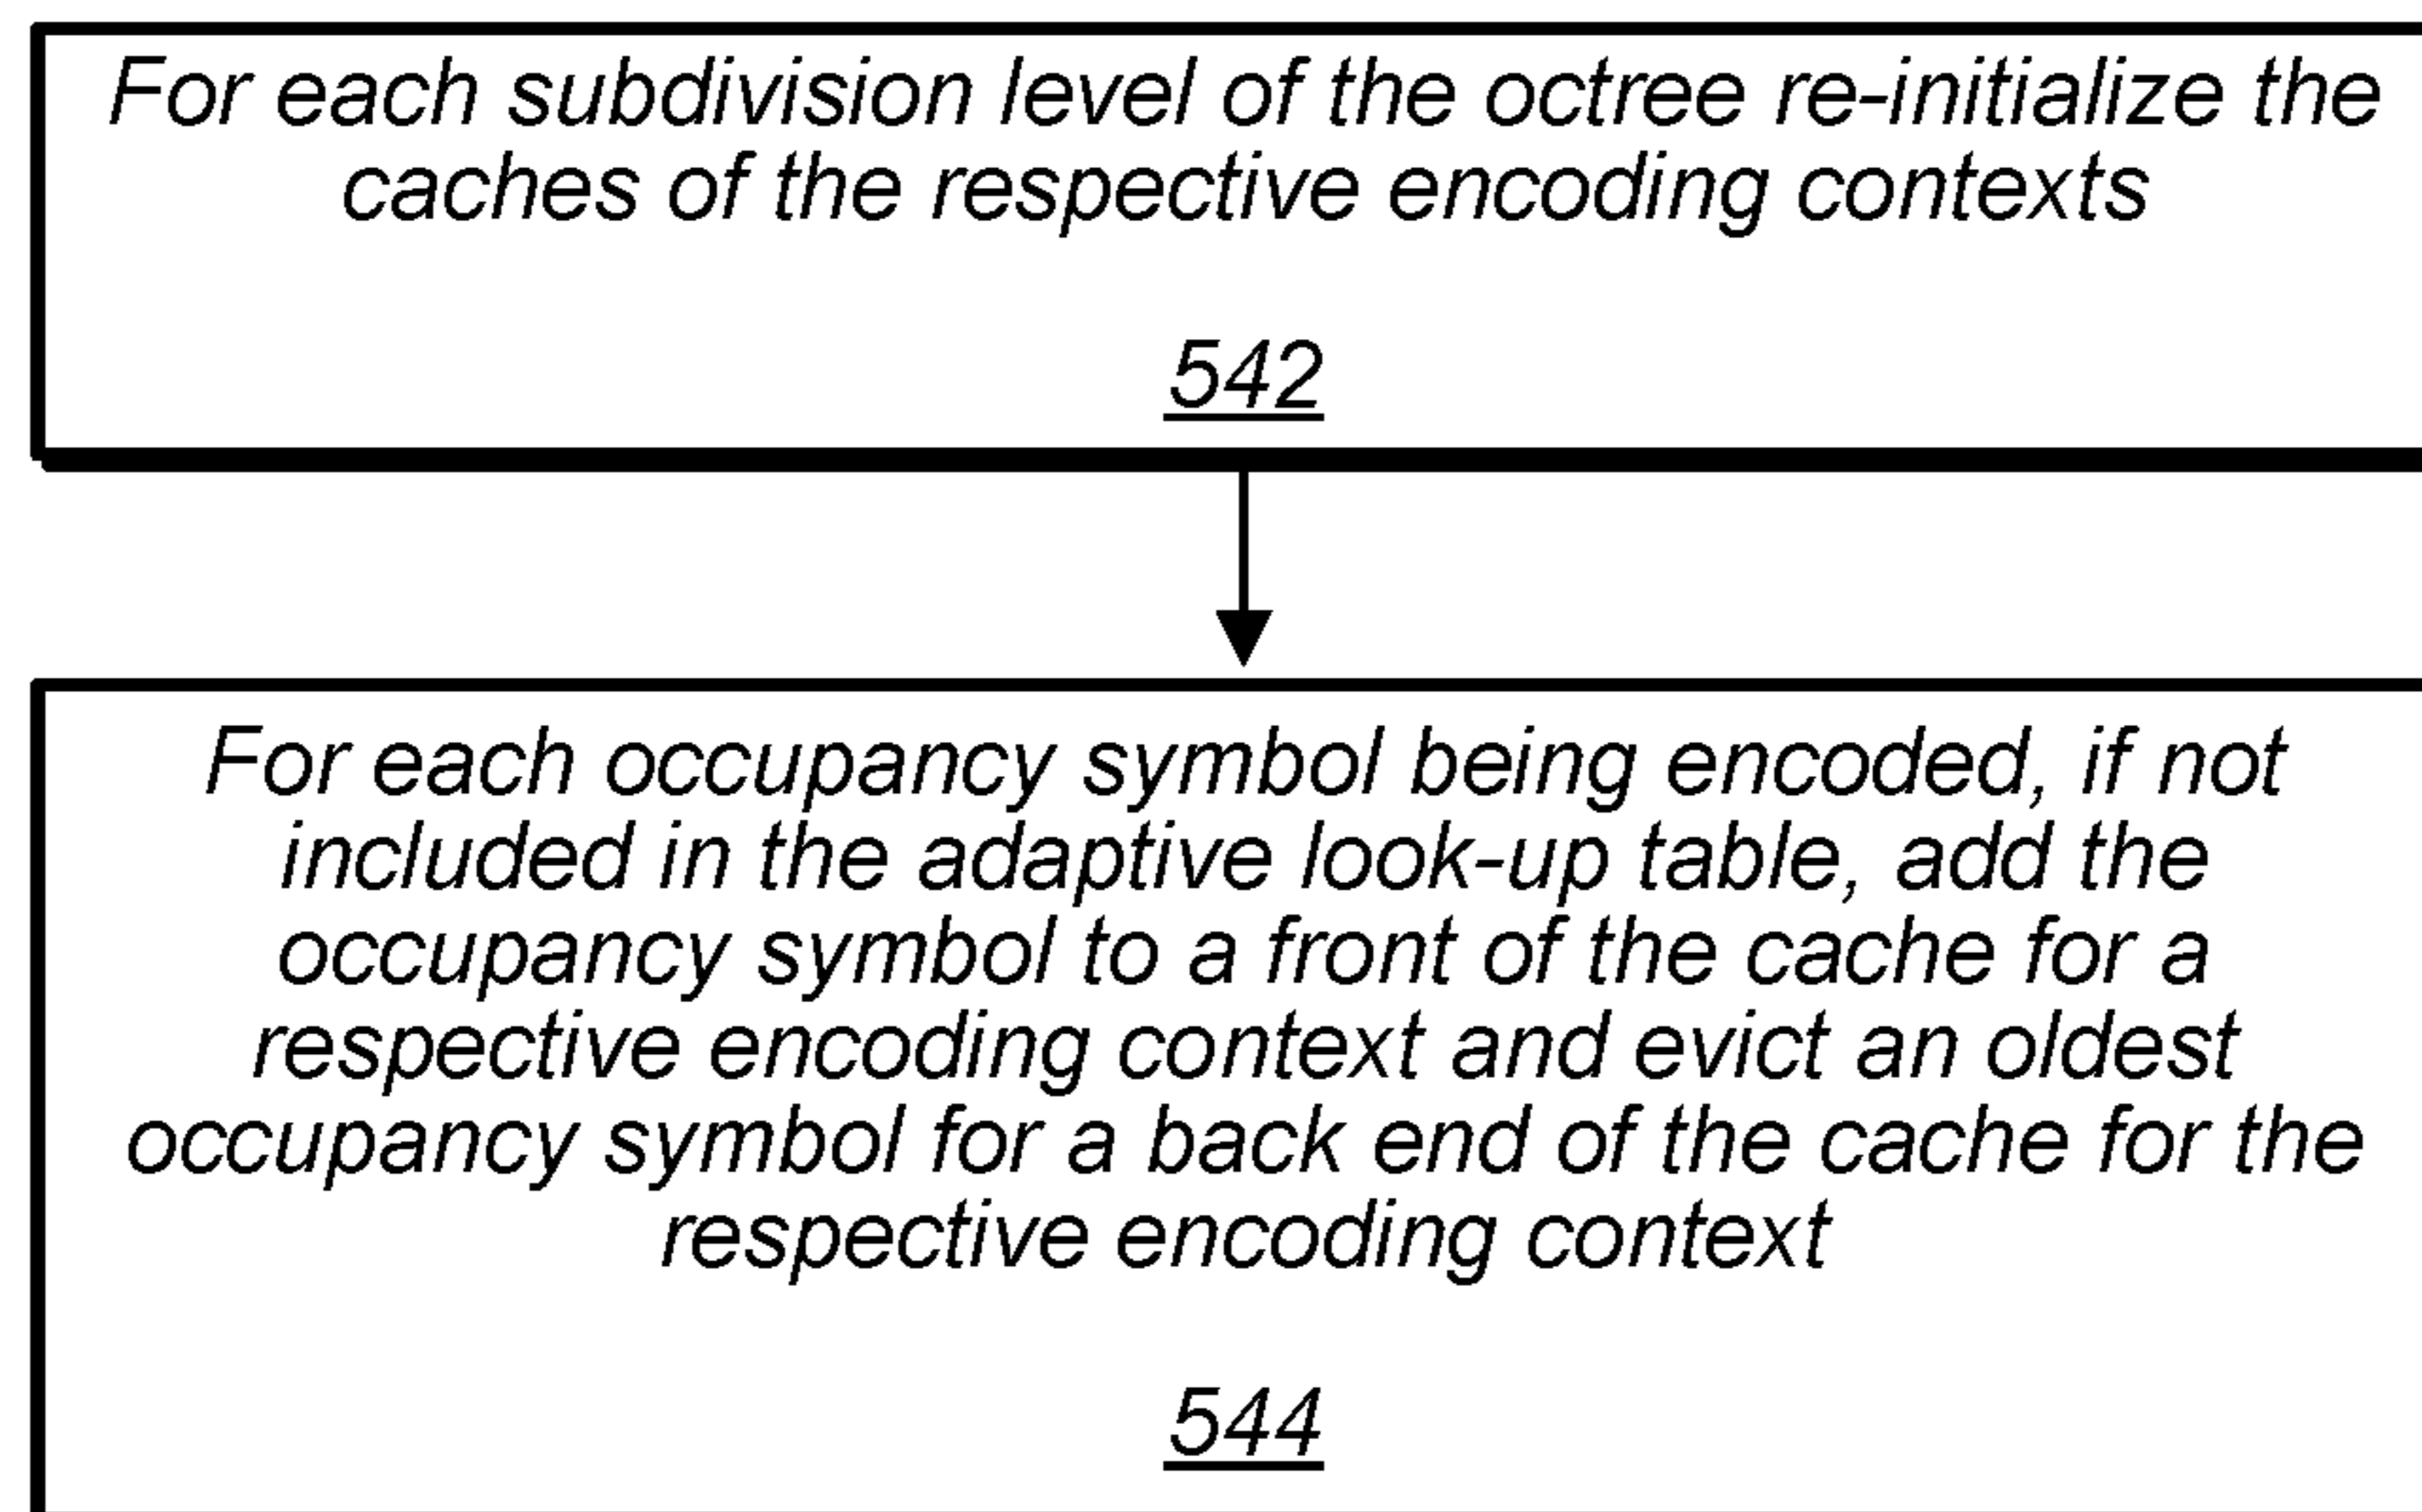 For each subdivision level of the octree re-initialize the
caches of the respective encoding contexts
542
For each occupancy symbol being encoded, if not
included in the adaptive look-up table, add the
occupancy symbol to a front of the cache for a
respective encoding context and evict an oldest
occupancy symbol for a back end of the cache for the
respective encoding context
544